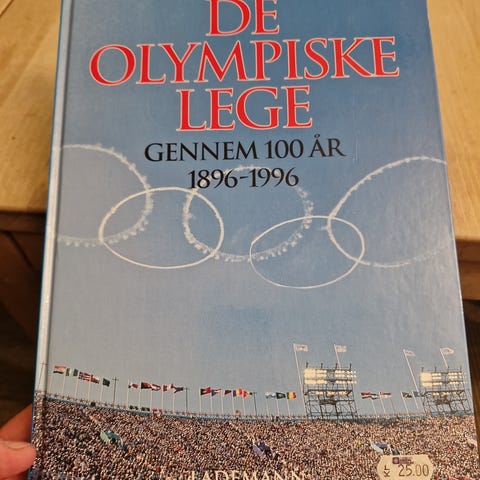 DE
OLYMPISKE
LEGE
GENNEM 100 ÅR
1896-1996
LADEMANN
25.00